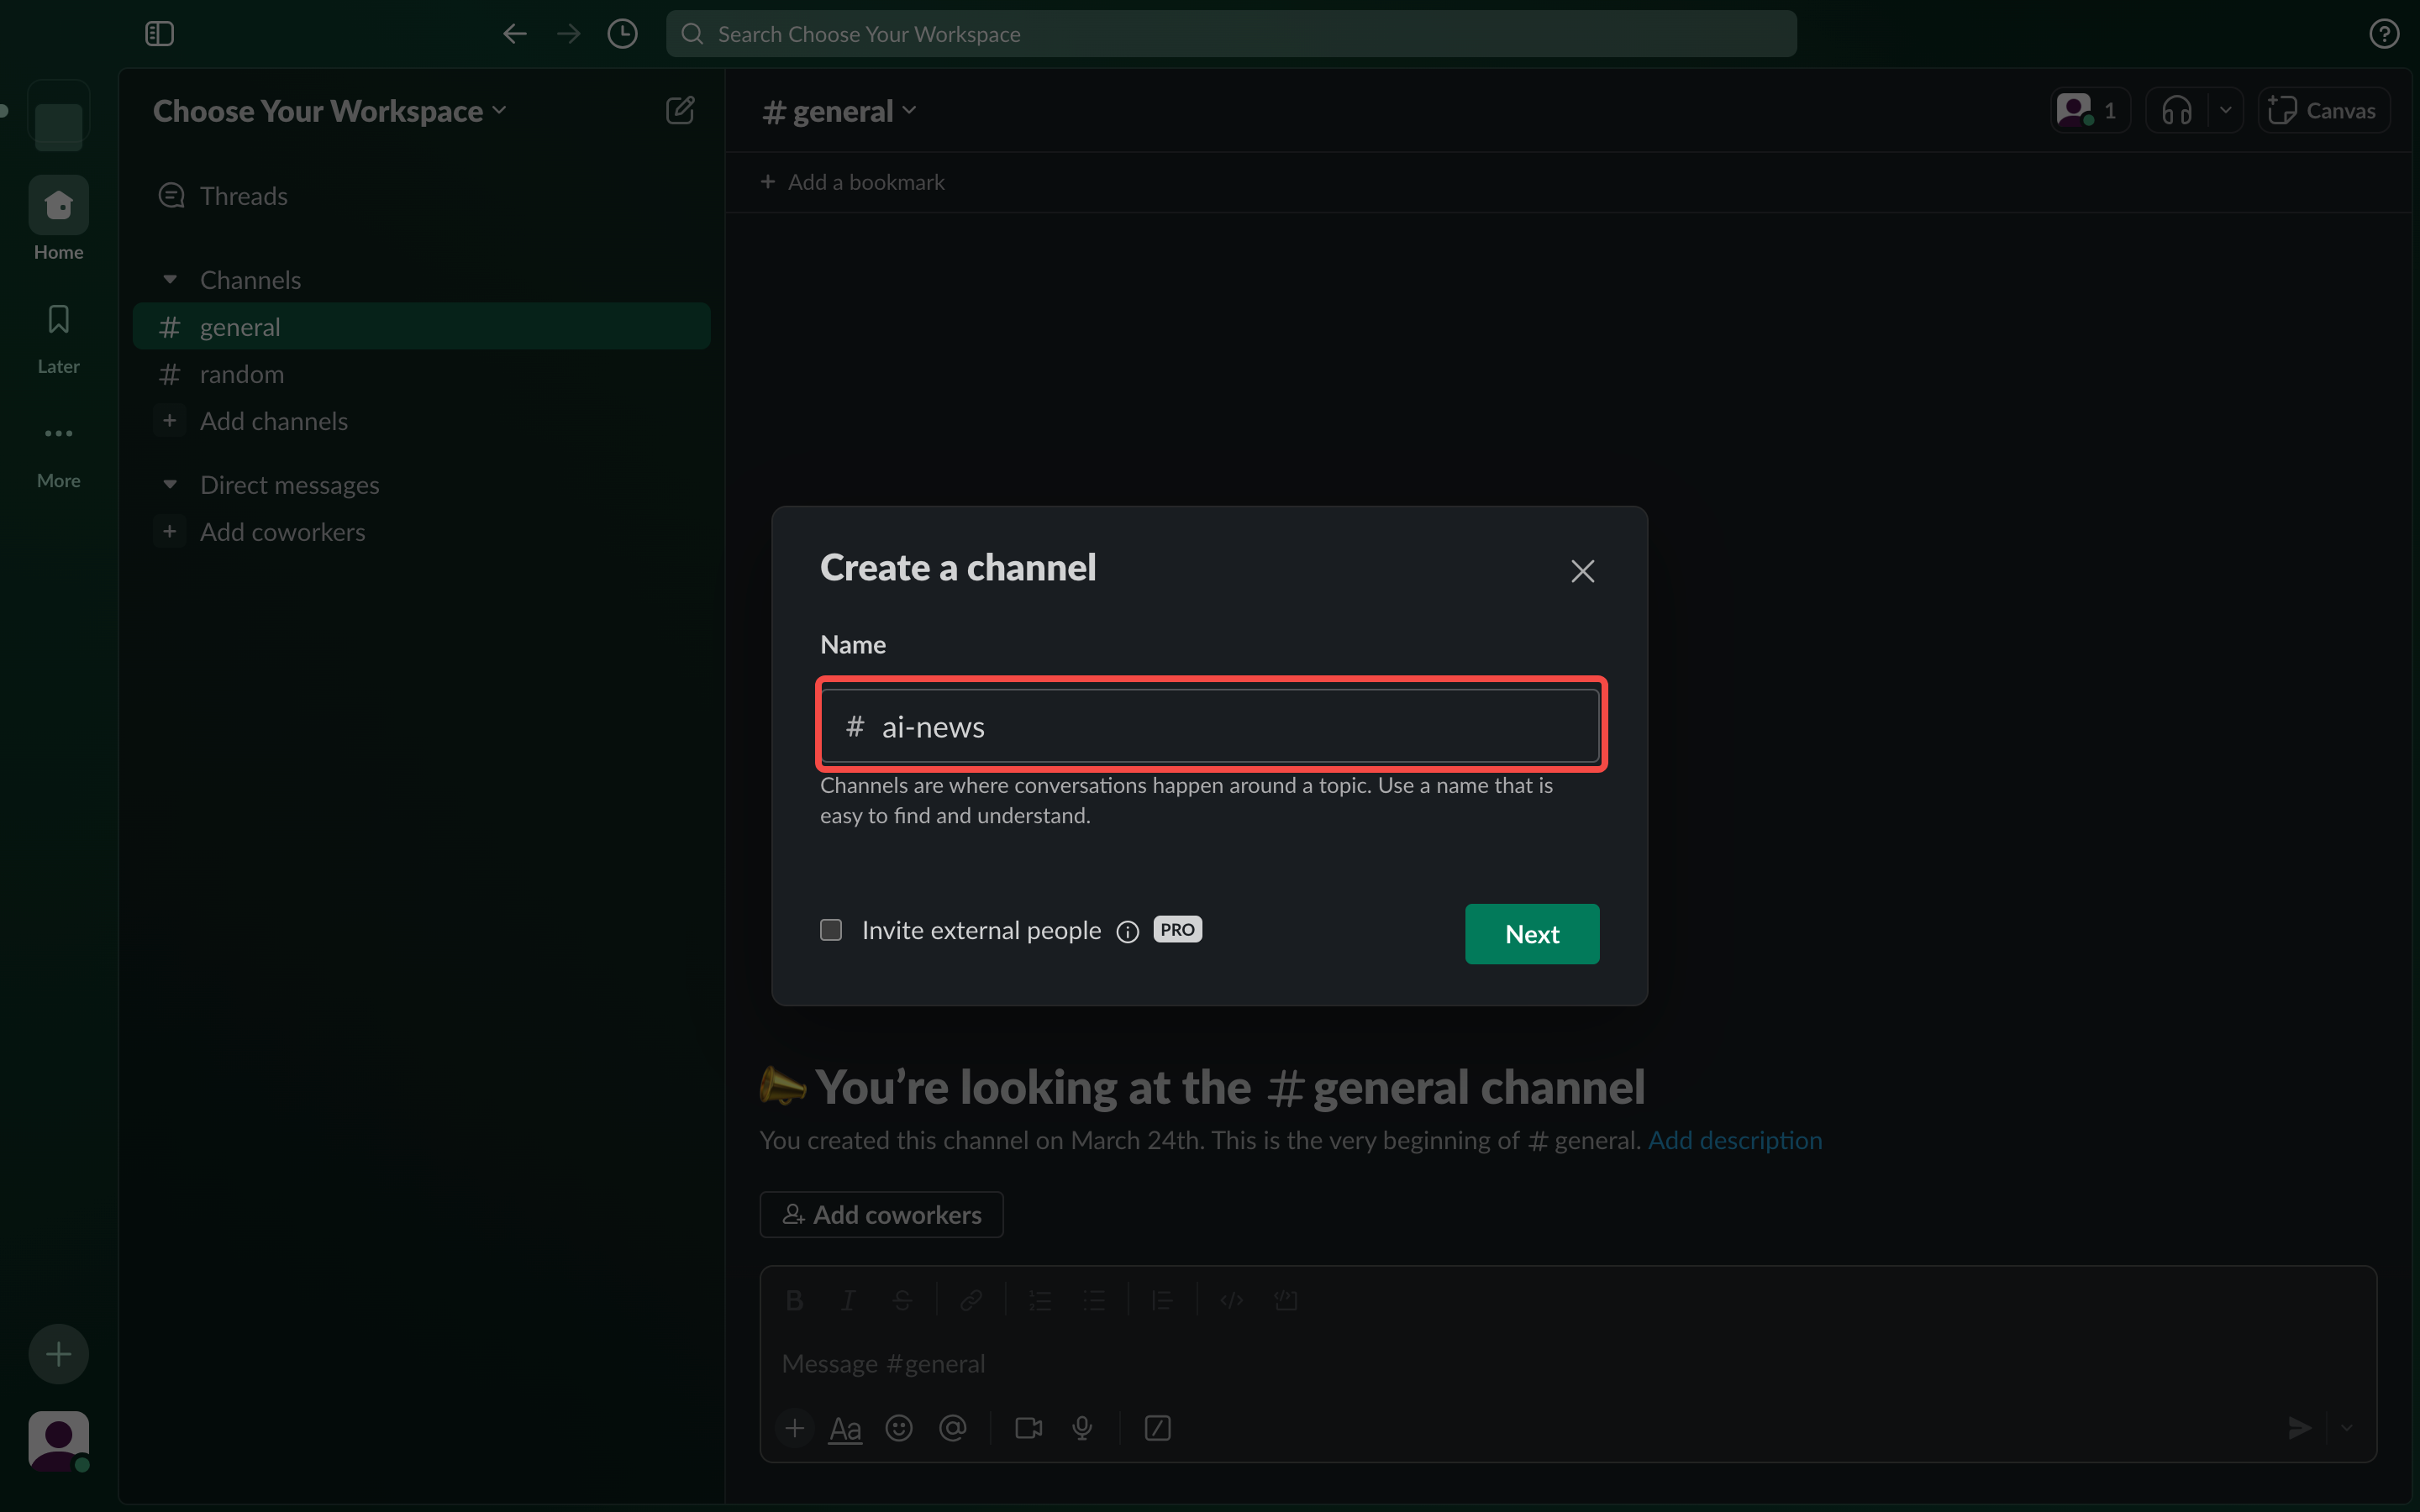 Search Choose Your Workspace
Choose Your Workspace
Home
Later
More
Threads
Channels
# general
# random
+ Add channels
Direct messages
+ Add coworkers
# general
1
Canvas
+ Add a bookmark
Create a channel
Name
# ai-news
Channels are where conversations happen around a topic. Use a name that is
easy to find and understand.
Invite external people PRO
Next
You’re looking at the # general channel
You created this channel on March 24th. This is the very beginning of # general. Add description
Add coworkers
Message #general
Aa